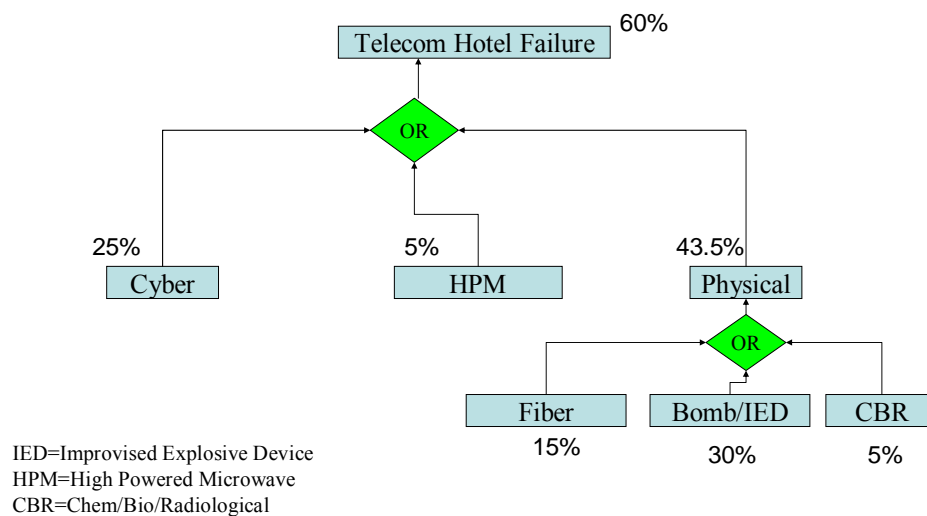 Telecom Hotel Failure
60%
OR
25%
5%
43.5%
Cyber
HPM
Physical
OR
Fiber
Bomb/IED
CBR
15%
30%
5%
IED=Improvised Explosive Device
HPM=High Powered Microwave
CBR=Chem/Bio/Radiological